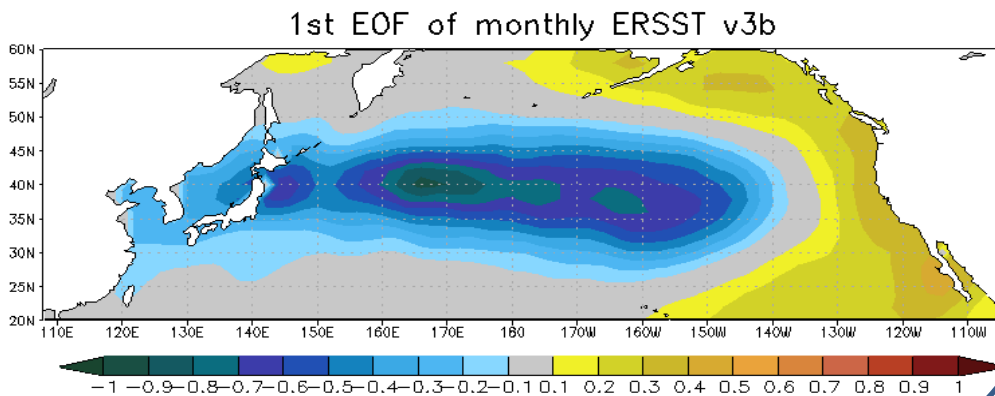 1st EOF of monthly ERSST v3b
60N
55N
50N
45N
40N
35N
30N
25N
20N
110E 120E 130E 140E 150E 160E 170E 180 170W 160W 150W 140W 130W 120W 110W
-1 -0.9 -0.8 -0.7 -0.6 -0.5 -0.4 -0.3 -0.2 -0.1 0.1 0.2 0.3 0.4 0.5 0.6 0.7 0.8 0.9 1